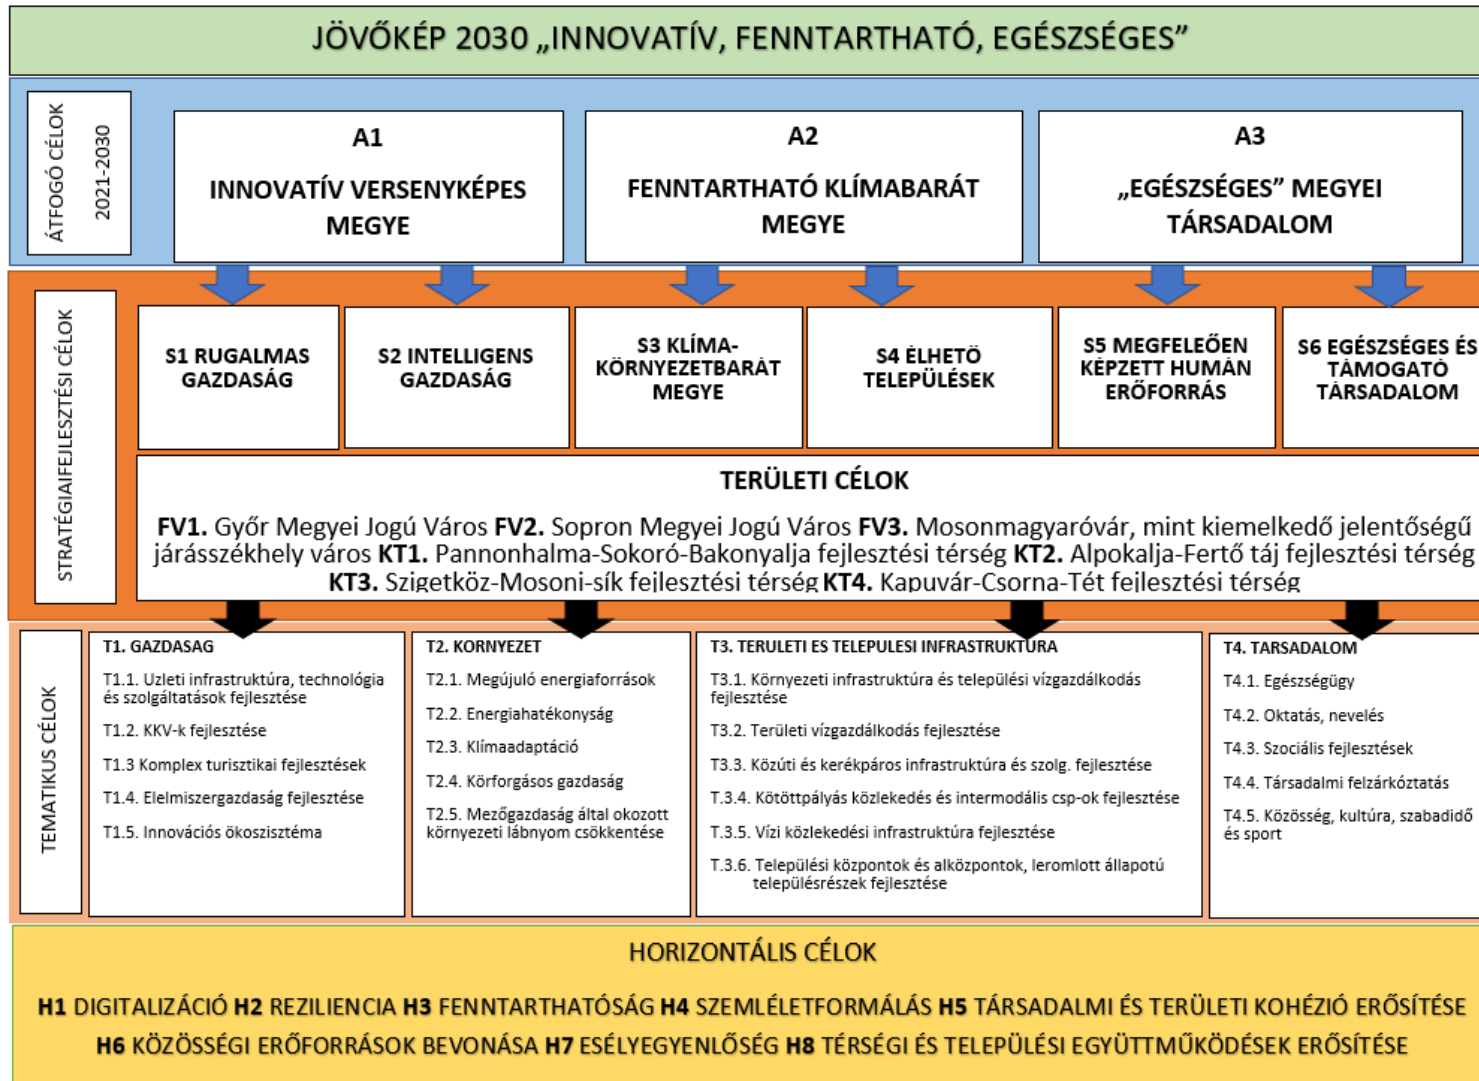 JÖVŐKÉP 2030 „INNOVATÍV, FENNTARTHATÓ, EGÉSZSÉGES”
ÁTFOGÓ CÉLOK
2021-2030
A1
INNOVATÍV VERSENYKÉPES
MEGYE
A2
FENNTARTHATÓ KLÍMABARÁT
MEGYE
A3
„EGÉSZSÉGES” MEGYEI
TÁRSADALOM
STRATÉGIAIFEJLESZTÉSI CÉLOK
S1 RUGALMAS
GAZDASÁG
S2 INTELLIGENS
GAZDASÁG
S3 KLÍMA-
KÖRNYEZETBARÁT
MEGYE
S4 ÉLHETŐ
TELEPÜLÉSEK
S5 MEGFELEŐEN
KÉPZETT HUMÁN
ERŐFORRÁS
S6 EGÉSZSÉGES ÉS
TÁMOGATÓ
TÁRSADALOM
TERÜLETI CÉLOK
FV1. Győr Megyei Jogú Város FV2. Sopron Megyei Jogú Város FV3. Mosonmagyaróvár, mint kiemelkedő jelentőségű
járásszékhely város KT1. Pannonhalma-Sokoró-Bakonyalja fejlesztési térség KT2. Alpokalja-Fertő táj fejlesztési térség
KT3. Szigetköz-Mosoni-sík fejlesztési térség KT4. Kapuvár-Csorna-Tét fejlesztési térség
TEMATIKUS CÉLOK
T1. GAZDASAG
T1.1. Uzleti infrastruktúra, technológia
és szolgáltatások fejlesztése
T1.2. KKV-k fejlesztése
T1.3 Komplex turisztikai fejlesztések
T1.4. Elelmiszergazdaság fejlesztése
T1.5. Innovációs ökoszisztéma
T2. KORNYEZET
T2.1. Megújuló energiaforrások
T2.2. Energiahatékonyság
T2.3. Klímaadaptáció
T2.4. Körforgásos gazdaság
T2.5. Mezőgazdaság által okozott
környezeti lábnyom csökkentése
T3. TERULETI ES TELEPULESI INFRASTRUKTURA
T3.1. Környezeti infrastruktúra és települési vízgazdálkodás
fejlesztése
T3.2. Területi vízgazdálkodás fejlesztése
T3.3. Közúti és kerékpáros infrastruktúra és szolg. fejlesztése
T.3.4. Kötöttpályás közlekedés és intermodális csp-ok fejlesztése
T.3.5. Vízi közlekedési infrastruktúra fejlesztése
T.3.6. Települési központok és alközpontok, leromlott állapotú
településrészek fejlesztése
T4. TARSADALOM
T4.1. Egészségügy
T4.2. Oktatás, nevelés
T4.3. Szociális fejlesztések
T4.4. Társadalmi felzárkóztatás
T4.5. Közösség, kultúra, szabadidő
és sport
HORIZONTÁLIS CÉLOK
H1 DIGITALIZÁCIÓ H2 REZILIENCIA H3 FENNTARTHATÓSÁG H4 SZEMLÉLETFORMÁLÁS H5 TÁRSADALMI ÉS TERÜLETI KOHÉZIÓ ERŐSÍTÉSE
H6 KÖZÖSSÉGI ERŐFORRÁSOK BEVONÁSA H7 ESÉLYEGYENLŐSÉG H8 TÉRSÉGI ÉS TELEPÜLÉSI EGYÜTTMŰKÖDÉSEK ERŐSÍTÉSE